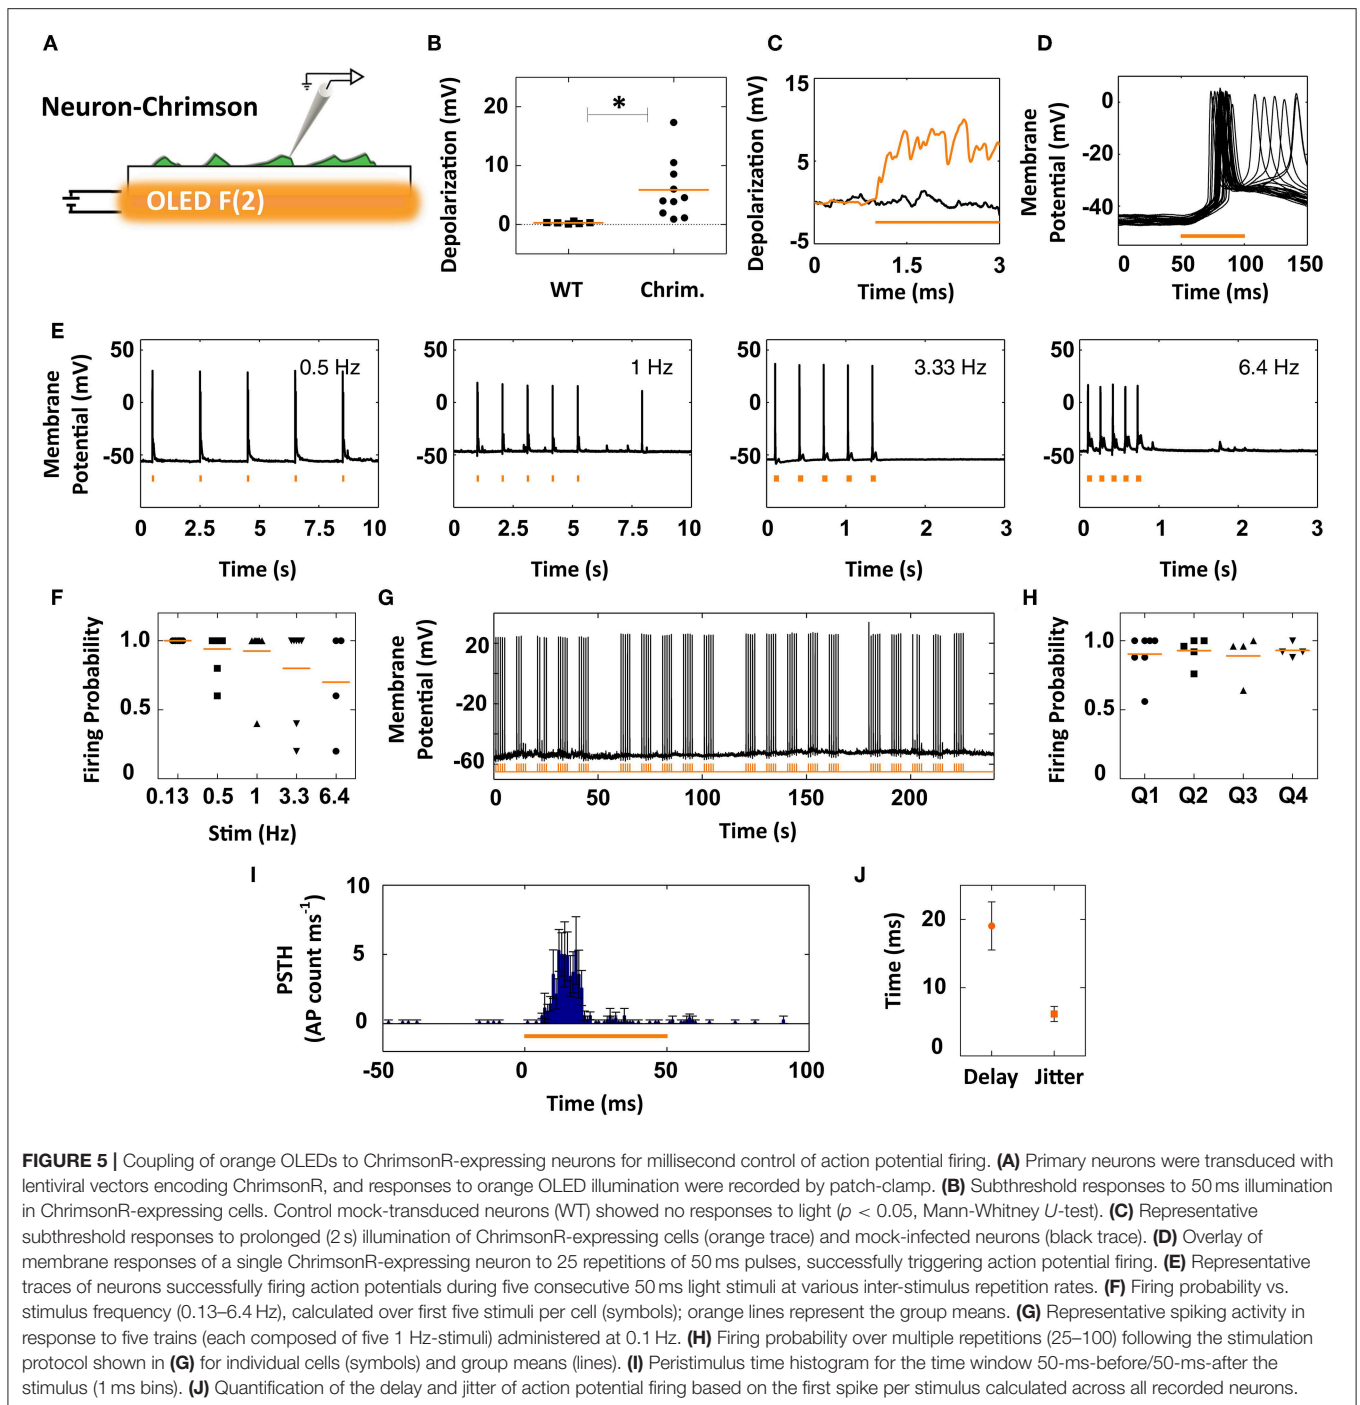 A
Neuron-Chrimson
OLED F(2)
B
Depolarization (mV)
20
10
0
*
WT
Chrim.
C
Depolarization (mV)
15
5
-5
0
1.5
3
Time (ms)
D
Membrane
Potential (mV)
0
-20
-40
0
50
100
150
Time (ms)
E
Membrane
Potential (mV)
50
0
-50
0.5 Hz
0 2.5 5 7.5 10
Time (s)
50
0
-50
1 Hz
0 2.5 5 7.5 10
Time (s)
50
0
-50
3.33 Hz
0 1 2 3
Time (s)
50
0
-50
6.4 Hz
0 1 2 3
Time (s)
F
Firing Probability
1.0
0.5
0
0.13 0.5 1 3.3 6.4
Stim (Hz)
G
Membrane
Potential (mV)
20
-20
-60
0 50 100 150 200
Time (s)
H
Firing Probability
1.0
0.5
0
Q1 Q2 Q3 Q4
I
PSTH
(AP count ms-1)
10
5
0
-50 0 50 100
Time (ms)
J
Time (ms)
20
10
0
Delay Jitter
FIGURE 5 | Coupling of orange OLEDs to ChrimsonR-expressing neurons for millisecond control of action potential firing. (A) Primary neurons were transduced with
lentiviral vectors encoding ChrimsonR, and responses to orange OLED illumination were recorded by patch-clamp. (B) Subthreshold responses to 50 ms illumination
in ChrimsonR-expressing cells. Control mock-transduced neurons (WT) showed no responses to light (p < 0.05, Mann-Whitney U-test). (C) Representative
subthreshold responses to prolonged (2 s) illumination of ChrimsonR-expressing cells (orange trace) and mock-infected neurons (black trace). (D) Overlay of
membrane responses of a single ChrimsonR-expressing neuron to 25 repetitions of 50 ms pulses, successfully triggering action potential firing. (E) Representative
traces of neurons successfully firing action potentials during five consecutive 50 ms light stimuli at various inter-stimulus repetition rates. (F) Firing probability vs.
stimulus frequency (0.13–6.4 Hz), calculated over first five stimuli per cell (symbols); orange lines represent the group means. (G) Representative spiking activity in
response to five trains (each composed of five 1 Hz-stimuli) administered at 0.1 Hz. (H) Firing probability over multiple repetitions (25–100) following the stimulation
protocol shown in (G) for individual cells (symbols) and group means (lines). (I) Peristimulus time histogram for the time window 50-ms-before/50-ms-after the
stimulus (1 ms bins). (J) Quantification of the delay and jitter of action potential firing based on the first spike per stimulus calculated across all recorded neurons.